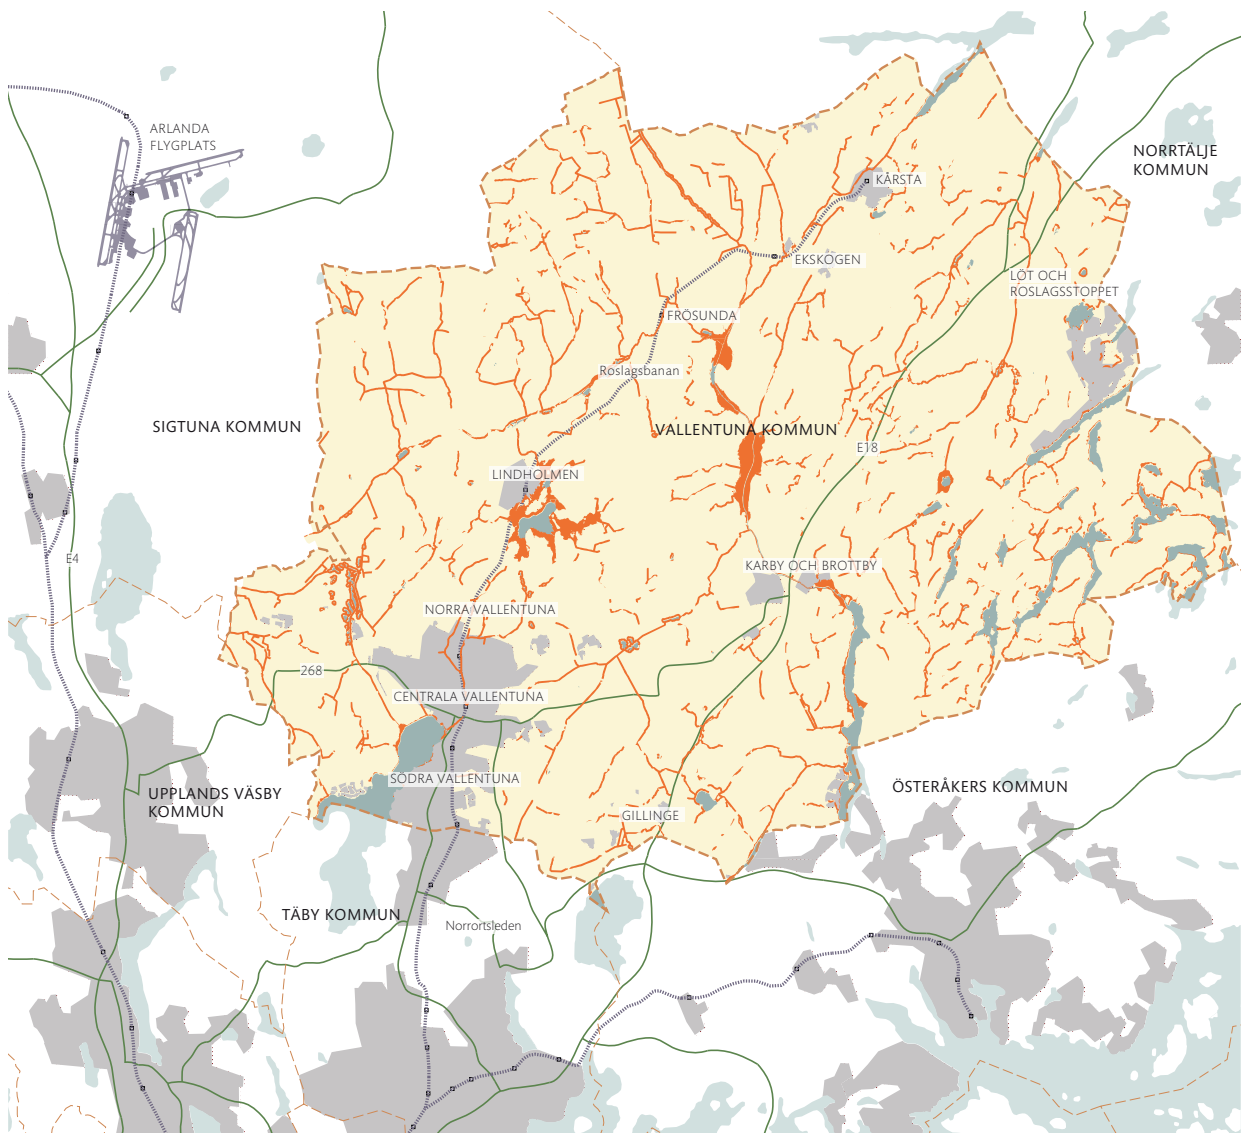 ARLANDA
FLYGPLATS
NORRTÄLJE
KOMMUN
KÅRSTA
EKSKOGEN
LÖT OCH
ROSLAGSSTOPPET
FRÖSUNDA
Roslagsbanan
SIGTUNA KOMMUN
VALLENTUNA KOMMUN
E18
LINDHOLMEN
E4
KARBY OCH BROTTBY
NORRA VALLENTUNA
268
CENTRALA VALLENTUNA
SÖDRA VALLENTUNA
UPPLANDS VÄSBY
KOMMUN
ÖSTERÅKERS KOMMUN
GILLINGE
TÄBY KOMMUN
Norrortsleden